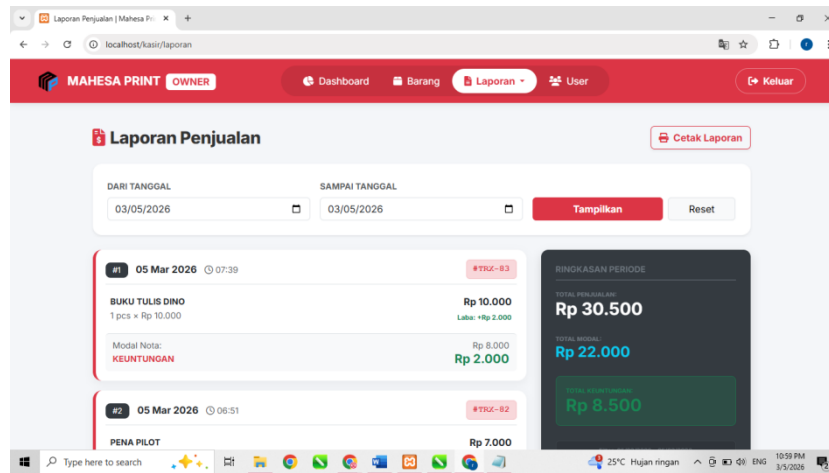 Laporan Penjualan | Mahesa Pri
localhost/kasir/laporan
MAHESA PRINT OWNER Dashboard Barang Laporan User Keluar
Laporan Penjualan Cetak Laporan
DARI TANGGAL SAMPAI TANGGAL
03/05/2026 03/05/2026 Tampilkan Reset
#1 05 Mar 2026 07:39 #TRX-83
BUKU TULIS DINO Rp 10.000
1 pcs × Rp 10.000 Laba: +Rp 2.000
Modal Nota: Rp 8.000
KEUNTUNGAN Rp 2.000
#2 05 Mar 2026 06:51 #TRX-82
PENA PILOT Rp 7.000
RINGKASAN PERIODE
TOTAL PENJUALAN:
Rp 30.500
TOTAL MODAL:
Rp 22.000
TOTAL KEUNTUNGAN:
Rp 8.500
Type here to search 25°C Hujan ringan ENG 10:59 PM
3/5/2026